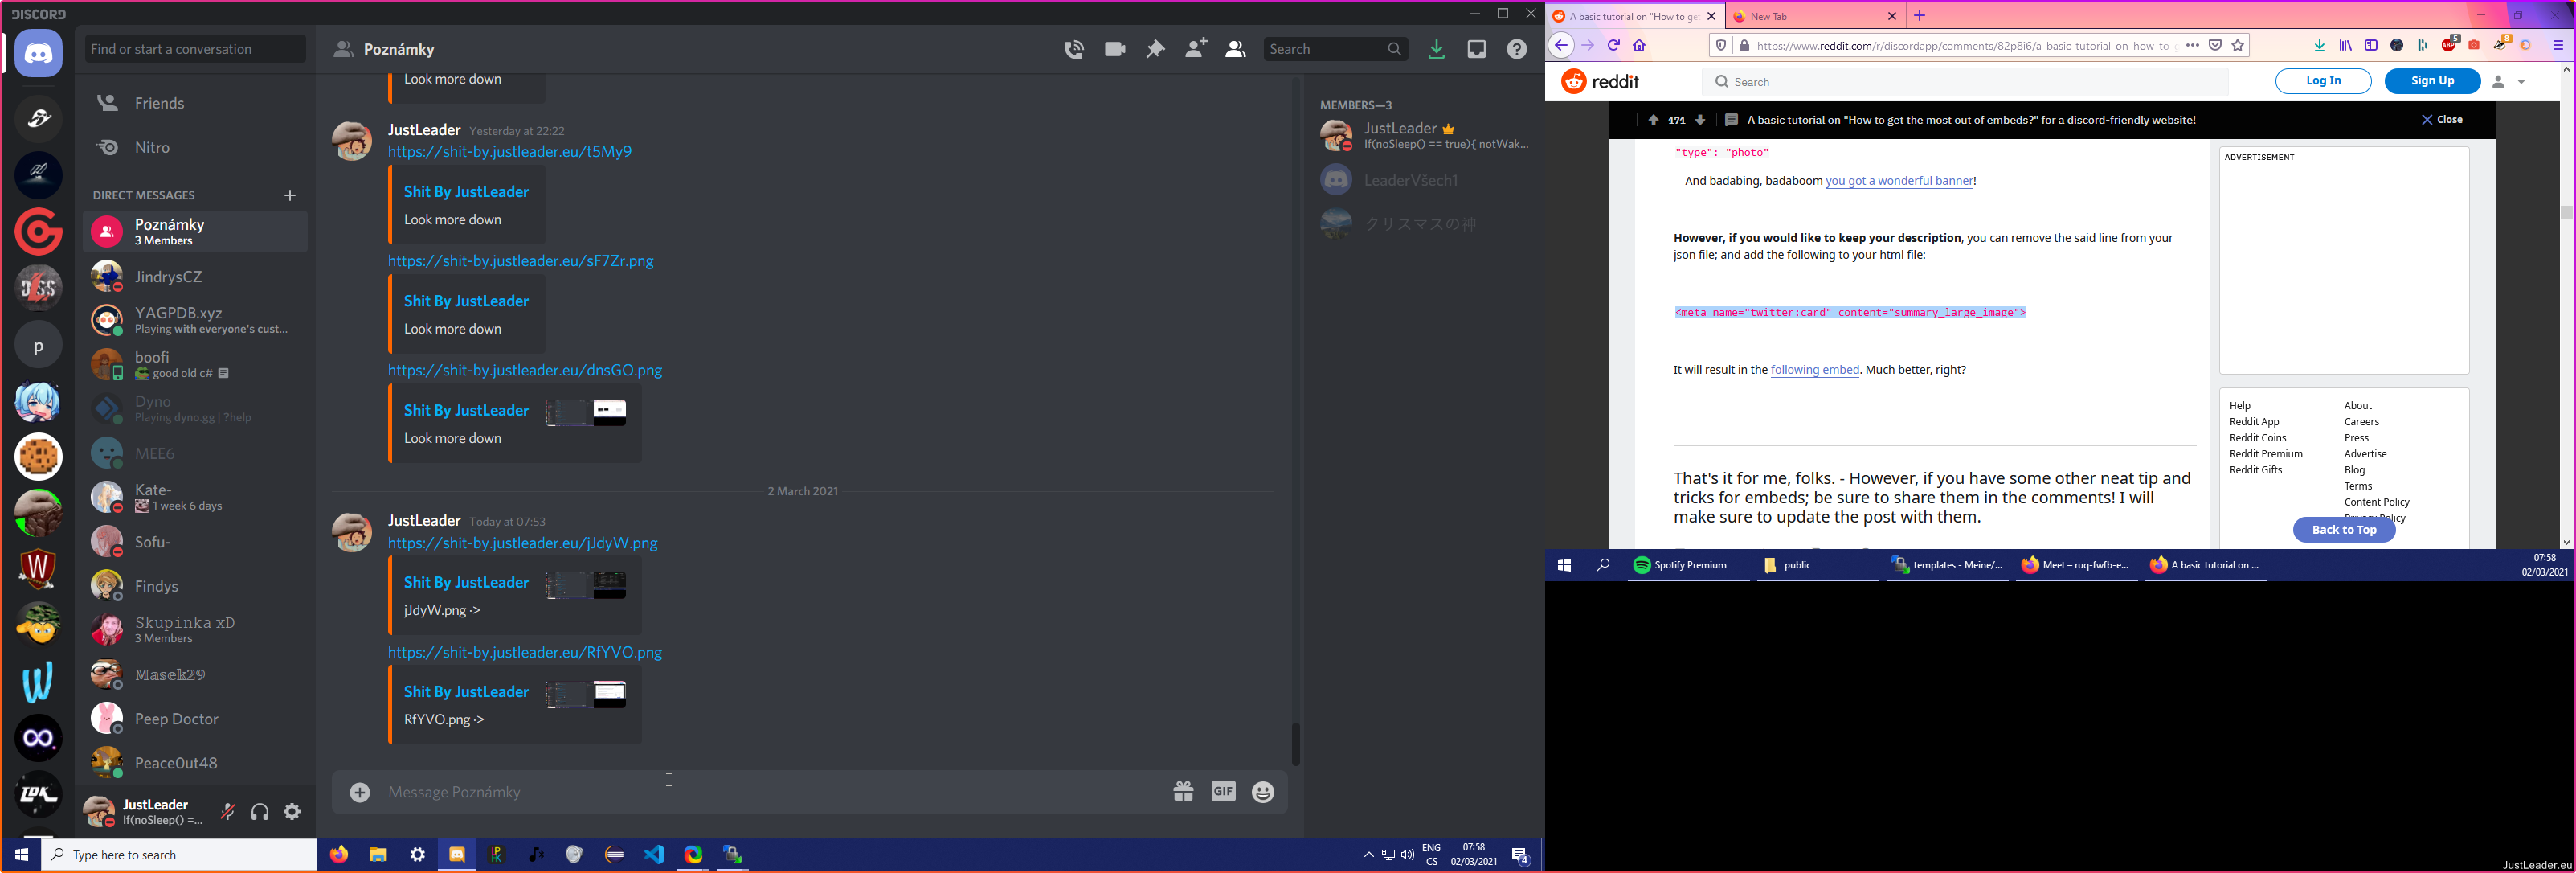 DISCORD
Find or start a conversation
Friends
Nitro
DIRECT MESSAGES
Poznámky
3 Members
JindrysCZ
YAGPDB.xyz
Playing with everyone's cust...
boofi
good old c#
Dyno
Playing dyno.gg | ?help
MEE6
Kate-
1 week 6 days
Sofu-
Findys
Skupinka xD
3 Members
Masek29
Peep Doctor
PeaceOut48
JustLeader
If(noSleep() =...
p
Poznámky
Search
Look more down
JustLeader Yesterday at 22:22
https://shit-by.justleader.eu/t5My9
Shit By JustLeader
Look more down
https://shit-by.justleader.eu/sF7Zr.png
Shit By JustLeader
Look more down
https://shit-by.justleader.eu/dnsGO.png
Shit By JustLeader
Look more down
2 March 2021
JustLeader Today at 07:53
https://shit-by.justleader.eu/jJdyW.png
Shit By JustLeader
jJdyW.png ->
https://shit-by.justleader.eu/RfYVO.png
Shit By JustLeader
RfYVO.png ->
Message Poznámky
GIF
MEMBERS—3
JustLeader
If(noSleep() == true){ notWak...
LeaderVšech1
クリスマスの神
Type here to search
ENG
CS
07:58
02/03/2021
4
A basic tutorial on "How to get
New Tab
https://www.reddit.com/r/discordapp/comments/82p8i6/a_basic_tutorial_on_how_to_g
ABP
5
8
reddit
Search
Log In
Sign Up
171
A basic tutorial on "How to get the most out of embeds?" for a discord-friendly website!
Close
"type": "photo"
And badabing, badaboom you got a wonderful banner!
However, if you would like to keep your description, you can remove the said line from your
json file; and add the following to your html file:
<meta name="twitter:card" content="summary_large_image">
It will result in the following embed. Much better, right?
That's it for me, folks. - However, if you have some other neat tip and
tricks for embeds; be sure to share them in the comments! I will
make sure to update the post with them.
ADVERTISEMENT
Help
Reddit App
Reddit Coins
Reddit Premium
Reddit Gifts
About
Careers
Press
Advertise
Blog
Terms
Content Policy
Privacy Policy
Back to Top
Spotify Premium
public
templates - Meine/...
Meet – ruq-fwfb-e...
A basic tutorial on ...
07:58
02/03/2021
JustLeader.eu